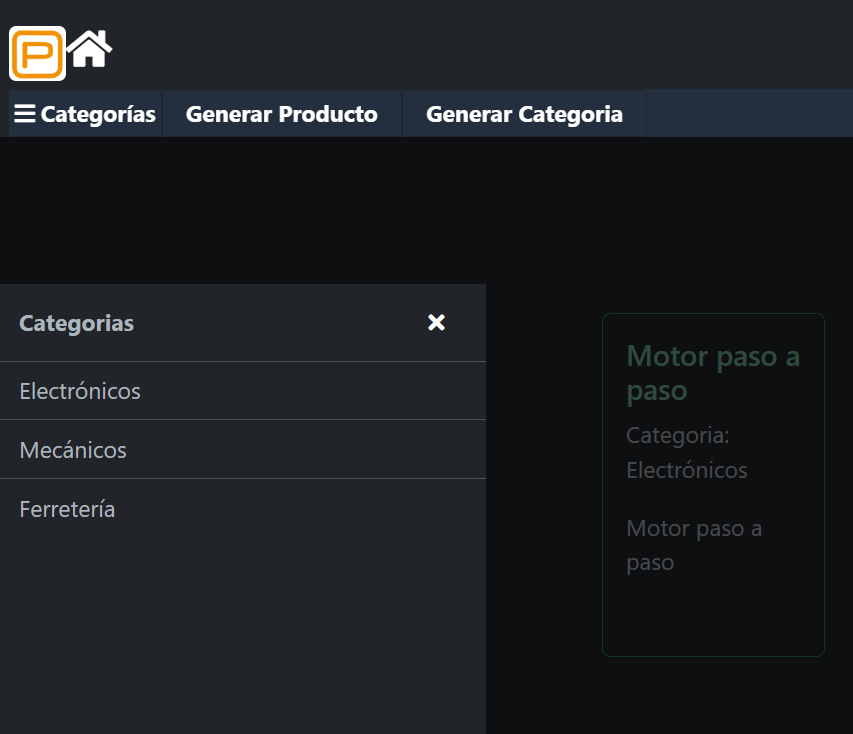 P
Categorías
Generar Producto
Generar Categoria
Categorias
Electrónicos
Mecánicos
Ferretería
Motor paso a
paso
Categoria:
Electrónicos
Motor paso a
paso